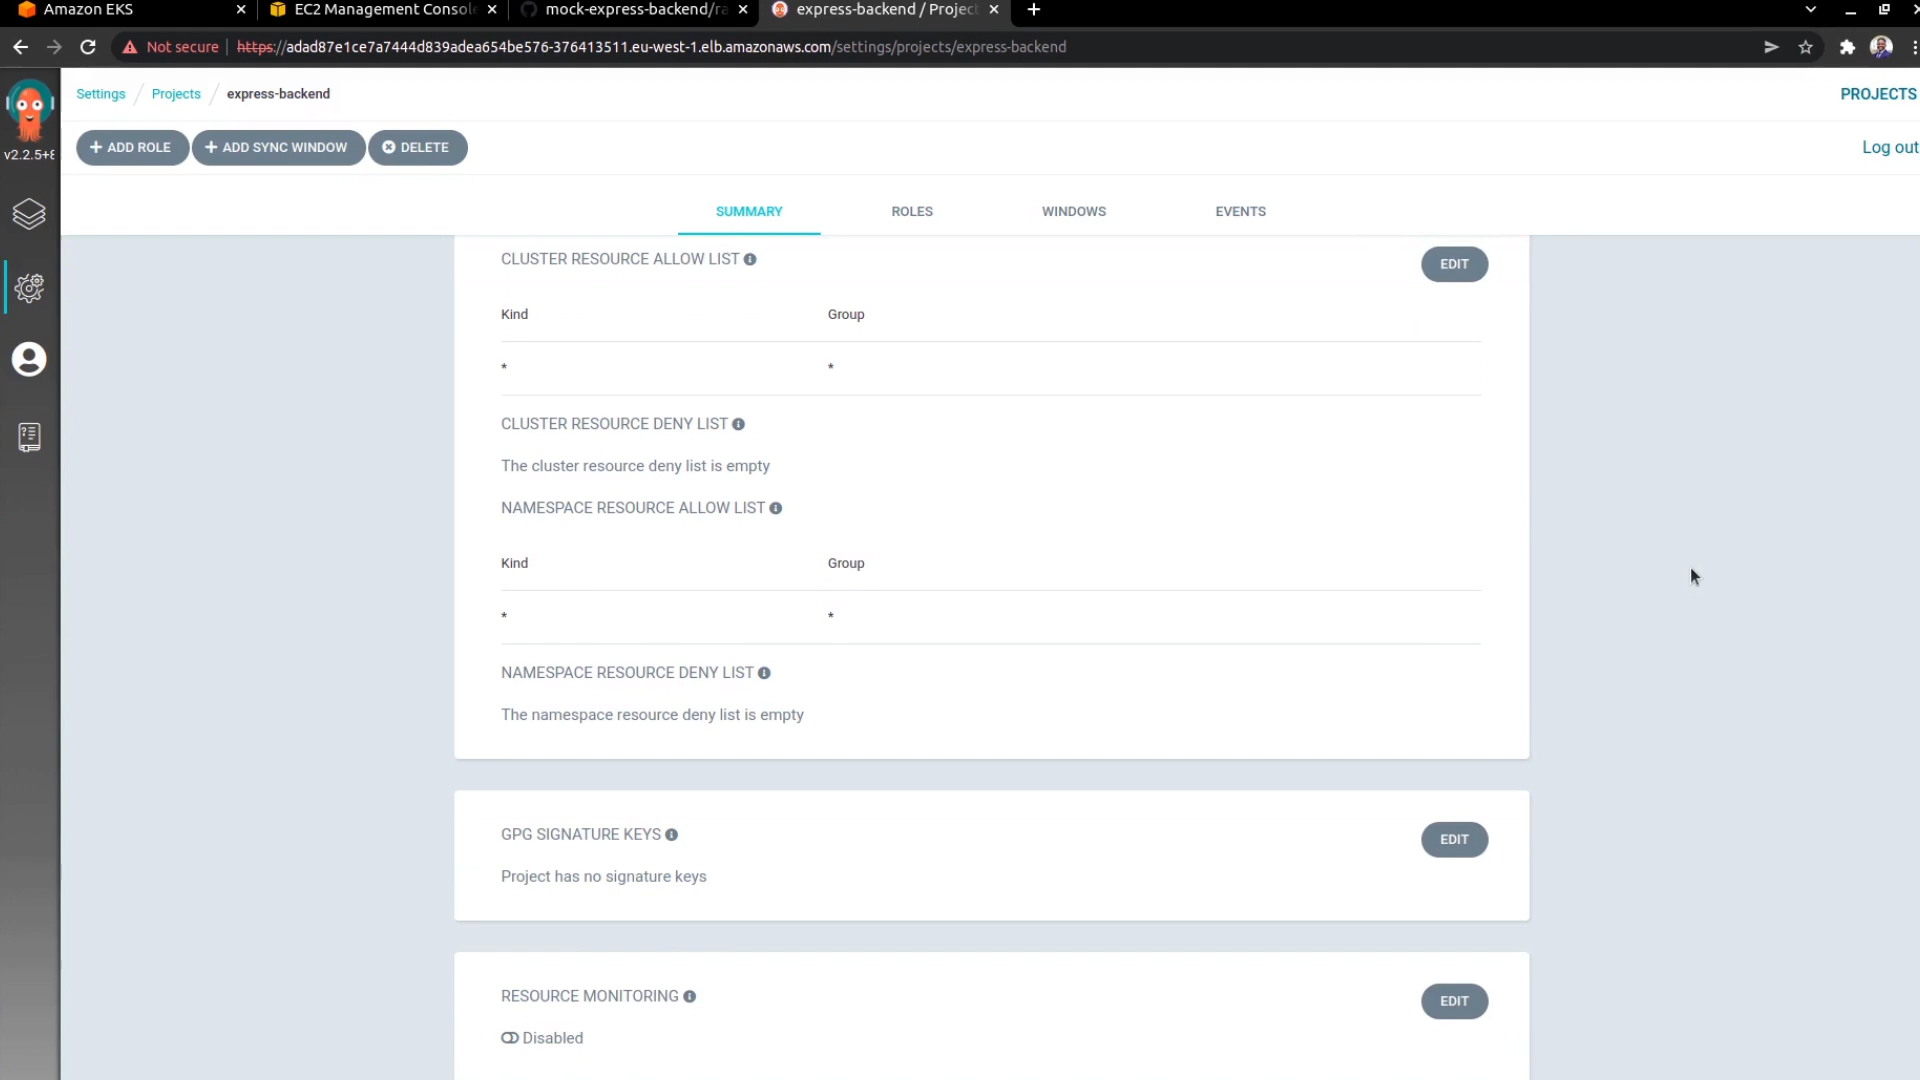 Amazon EKS
EC2 Management Consol
mock-express-backend/ra
express-backend / Projec
Not secure
https://adad87e1ce7a7444d839adea654be576-376413511.eu-west-1.elb.amazonaws.com/settings/projects/express-backend
Settings / Projects / express-backend
PROJECTS
v2.2.5+8
+ ADD ROLE
+ ADD SYNC WINDOW
DELETE
Log out
SUMMARY
ROLES
WINDOWS
EVENTS
CLUSTER RESOURCE ALLOW LIST
EDIT
Kind Group
* *
CLUSTER RESOURCE DENY LIST
The cluster resource deny list is empty
NAMESPACE RESOURCE ALLOW LIST
Kind Group
* *
NAMESPACE RESOURCE DENY LIST
The namespace resource deny list is empty
GPG SIGNATURE KEYS
EDIT
Project has no signature keys
RESOURCE MONITORING
EDIT
Disabled